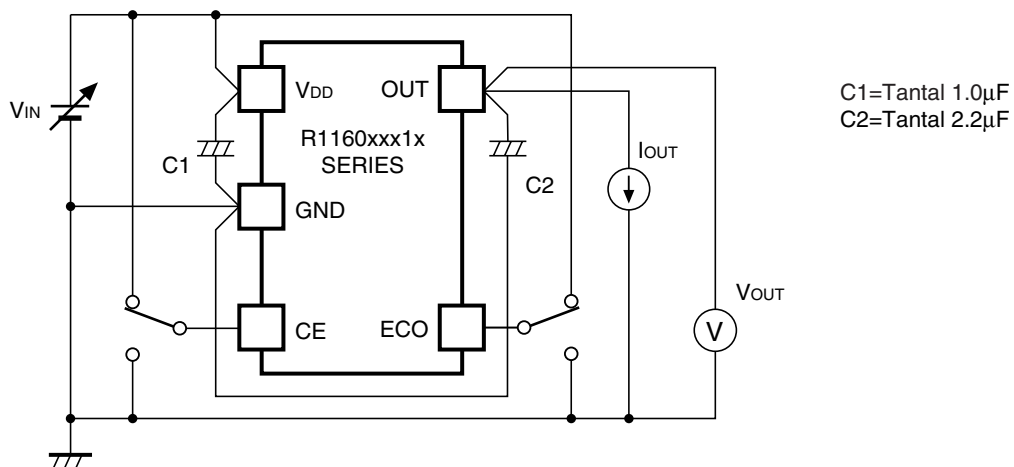 VDD
OUT
C1=Tantal 1.0μF
C2=Tantal 2.2μF
VIN
R1160xxx1x
SERIES
C1
C2
IOUT
GND
VOUT
CE
ECO
V